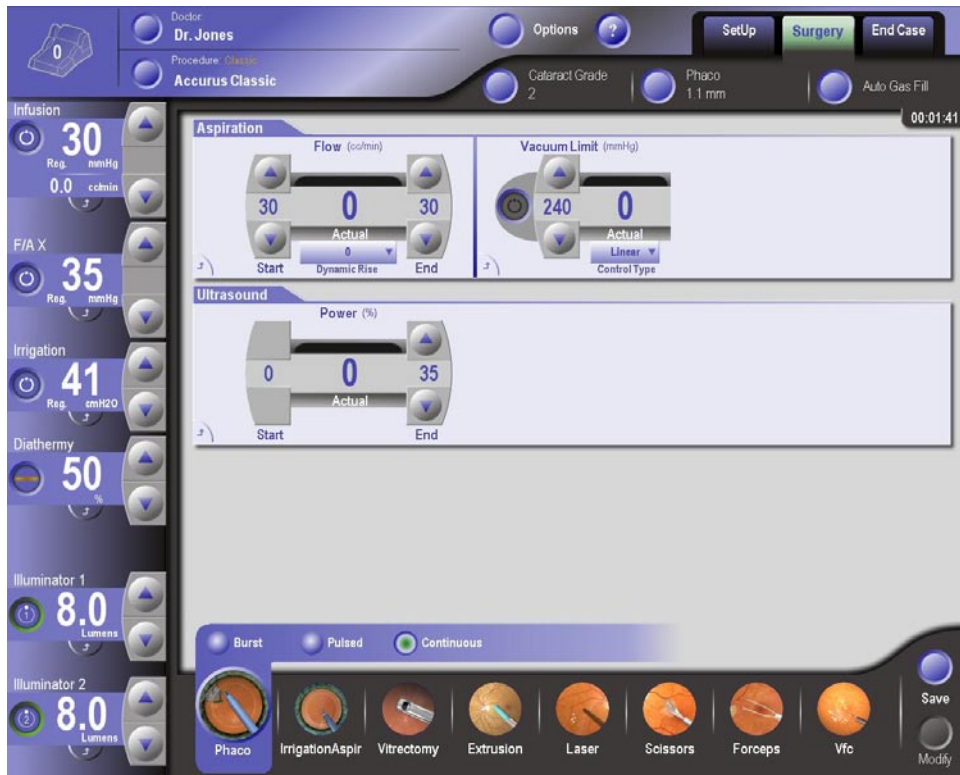 0
Doctor:
Dr. Jones
Procedure: Classic
Accurus Classic
Options
?
SetUp
Surgery
End Case
Cataract Grade
2
Phaco
1.1 mm
Auto Gas Fill
00:01:41
Infusion
30
Reg. mmHg
0.0 cc/min
F/A X
35
Reg. mmHg
Irrigation
41
Reg. cmH2O
Diathermy
50
%
Illuminator 1
1
8.0
Lumens
Illuminator 2
2
8.0
Lumens
Aspiration
Flow (cc/min)
30 0 30
Actual
0
Start Dynamic Rise End
Vacuum Limit (mmHg)
240 0
Actual
Linear
Control Type
Ultrasound
Power (%)
0 0 35
Actual
Start End
Burst Pulsed Continuous
Phaco IrrigationAspir Vitrectomy Extrusion Laser Scissors Forceps Vfc
Save
Modify